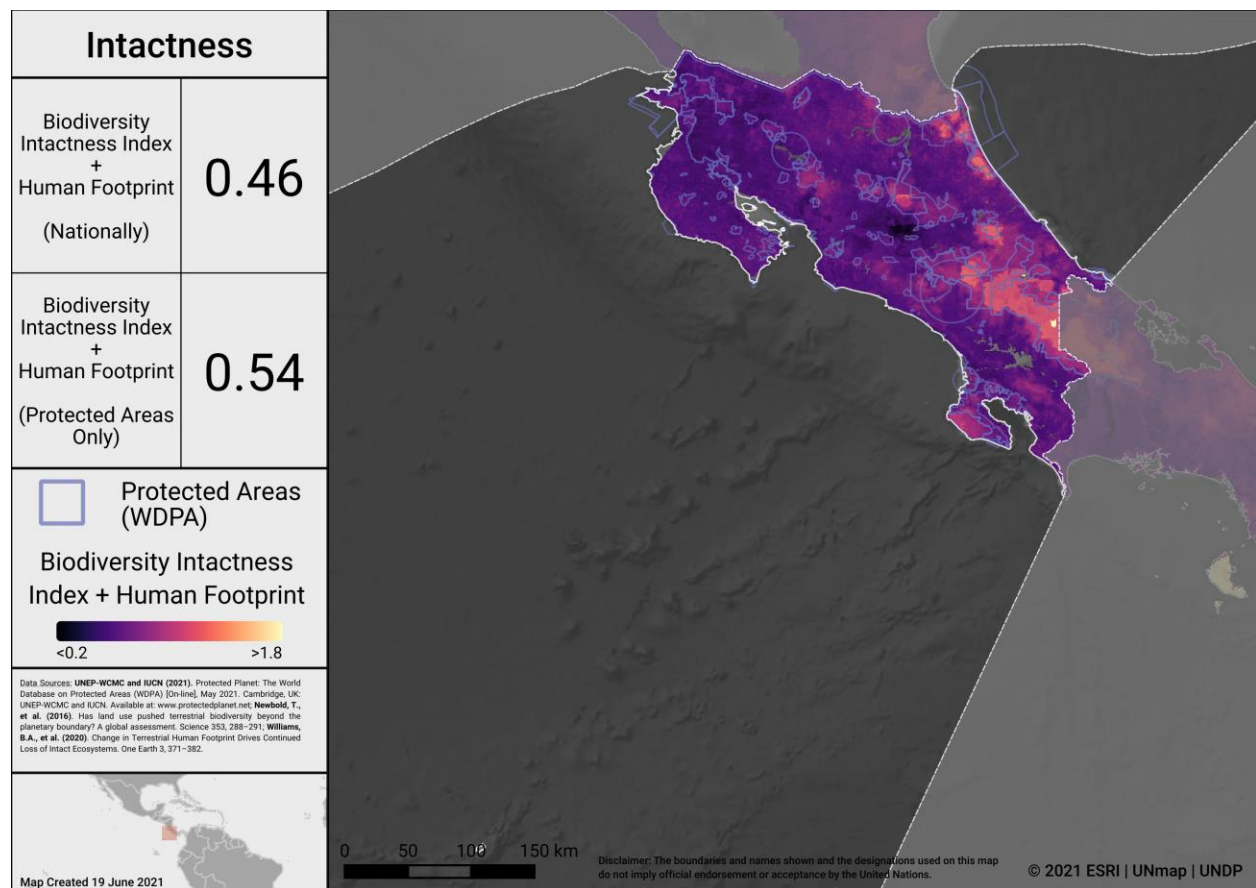 Intactness
Biodiversity
Intactness Index
+
Human Footprint
(Nationally)
0.46
Biodiversity
Intactness Index
+
Human Footprint
(Protected Areas
Only)
0.54
Protected Areas
(WDPA)
Biodiversity Intactness
Index + Human Footprint
<0.2
>1.8
Data Sources: UNEP-WCMC and IUCN (2021). Protected Planet: The World
Database on Protected Areas (WDPA) [On-line], May 2021. Cambridge, UK:
UNEP-WCMC and IUCN. Available at: www.protectedplanet.net; Newbold, T.,
et al. (2016). Has land use pushed terrestrial biodiversity beyond the
planetary boundary? A global assessment. Science 353, 288–291; Williams,
B.A., et al. (2020). Change in Terrestrial Human Footprint Drives Continued
Loss of Intact Ecosystems. One Earth 3, 371–382.
Map Created 19 June 2021
0 50 100 150 km
Disclaimer: The boundaries and names shown and the designations used on this map
do not imply official endorsement or acceptance by the United Nations.
© 2021 ESRI | UNmap | UNDP